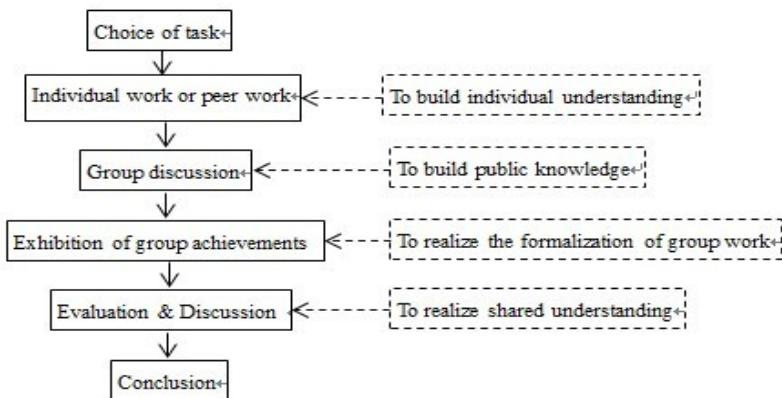 Choice of task
Individual work or peer work
To build individual understanding
Group discussion
To build public knowledge
Exhibition of group achievements
To realize the formalization of group work
Evaluation & Discussion
To realize shared understanding
Conclusion